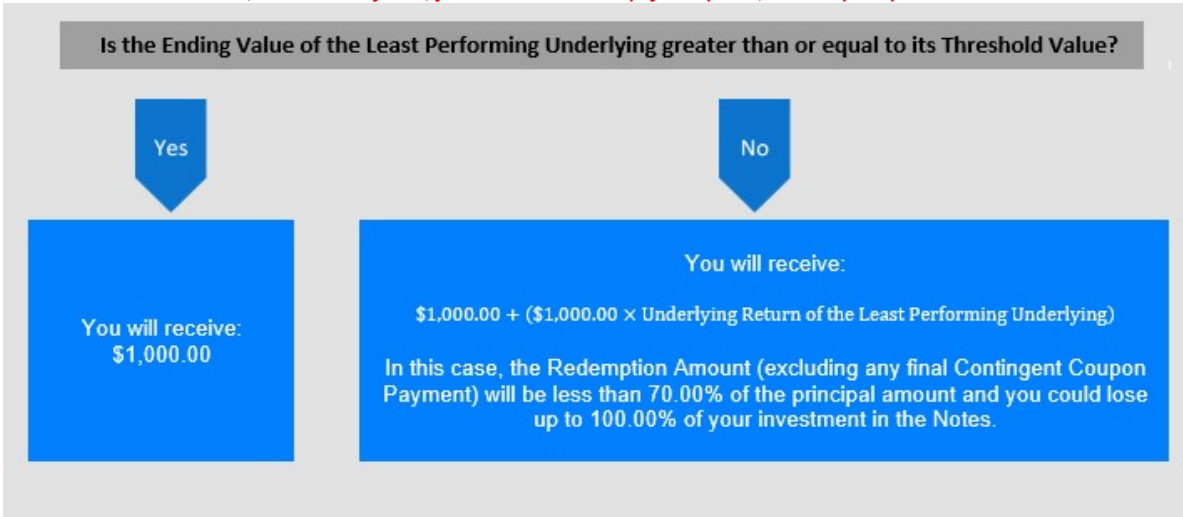 Is the Ending Value of the Least Performing Underlying greater than or equal to its Threshold Value?
Yes
No
You will receive:
$1,000.00
You will receive:
$1,000.00 + ($1,000.00 × Underlying Return of the Least Performing Underlying)
In this case, the Redemption Amount (excluding any final Contingent Coupon
Payment) will be less than 70.00% of the principal amount and you could lose
up to 100.00% of your investment in the Notes.